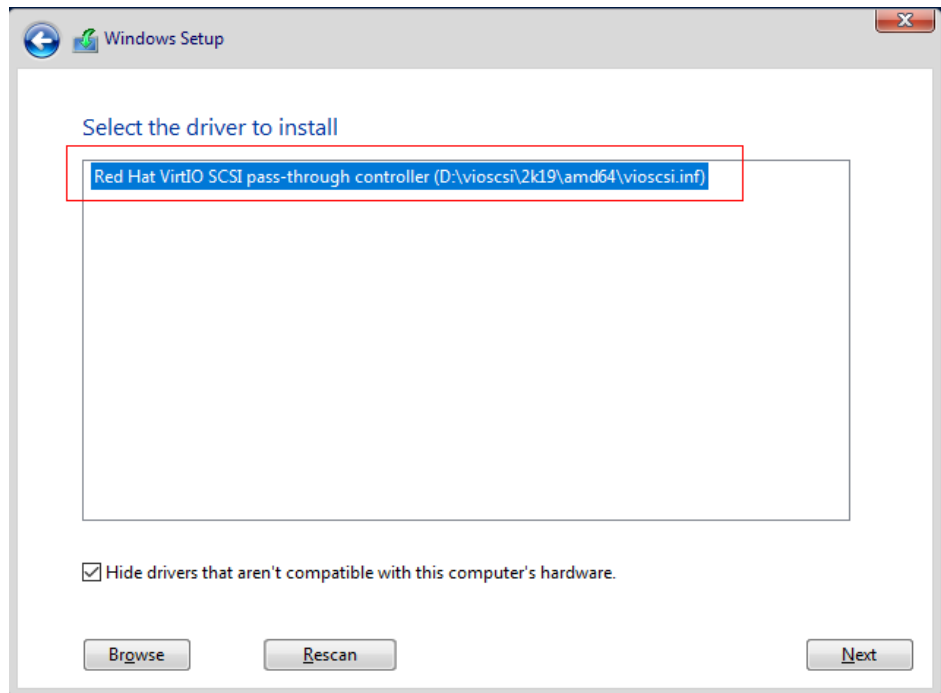 Windows Setup
Select the driver to install
Red Hat VirtIO SCSI pass-through controller (D:\vioscsi\2k19\amd64\vioscsi.inf)
Hide drivers that aren't compatible with this computer's hardware.
Browse Rescan Next